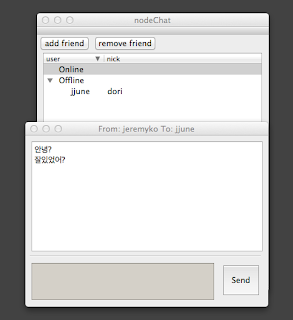 nodeChat
add friend remove friend
user nick
Online
Offline
jjune dori
From: jeremyko To: jjune
안녕?
잘있었어?
Send